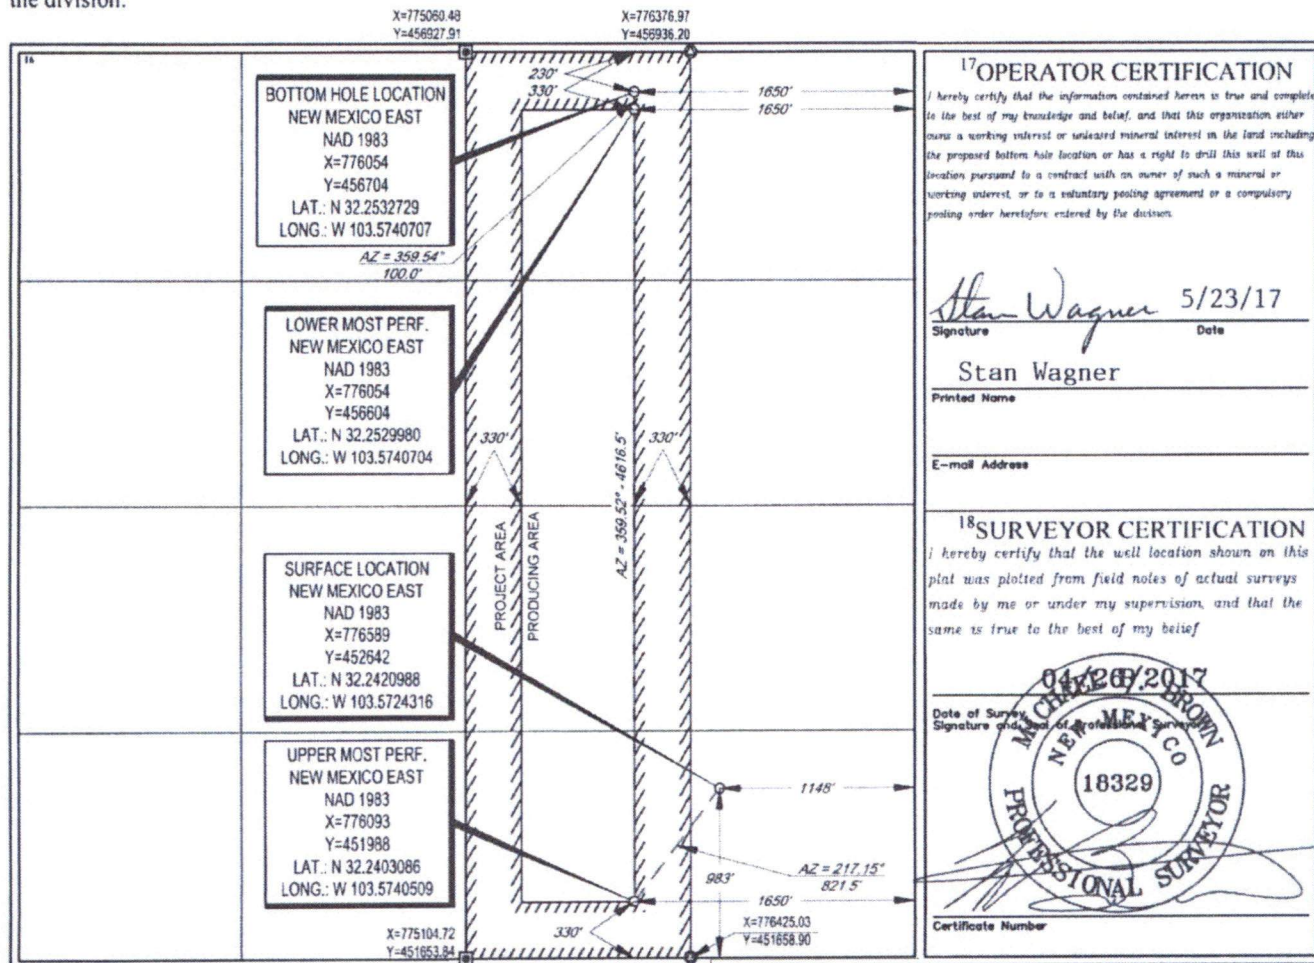 the division.
X=775060.48
Y=456927.91
X=776376.97
Y=456936.20
16
230'
330'
1650'
1650'
BOTTOM HOLE LOCATION
NEW MEXICO EAST
NAD 1983
X=776054
Y=456704
LAT.: N 32.2532729
LONG.: W 103.5740707
AZ = 359.54°
100.0'
LOWER MOST PERF.
NEW MEXICO EAST
NAD 1983
X=776054
Y=456604
LAT.: N 32.2529980
LONG.: W 103.5740704
330'
330'
AZ = 359.52° - 4616.5'
PROJECT AREA
PRODUCING AREA
SURFACE LOCATION
NEW MEXICO EAST
NAD 1983
X=776589
Y=452642
LAT.: N 32.2420988
LONG.: W 103.5724316
UPPER MOST PERF.
NEW MEXICO EAST
NAD 1983
X=776093
Y=451988
LAT.: N 32.2403086
LONG.: W 103.5740509
1148'
983'
AZ = 217.15°
821.5'
1650'
330'
X=775104.72
Y=451653.84
X=776425.03
Y=451658.90
17 OPERATOR CERTIFICATION
I hereby certify that the information contained herein is true and complete
to the best of my knowledge and belief, and that this organization either
owns a working interest or unleased mineral interest in the land including
the proposed bottom hole location or has a right to drill this well at this
location pursuant to a contract with an owner of such a mineral or
working interest, or to a voluntary pooling agreement or a compulsory
pooling order heretofore entered by the division.
Stan Wagner 5/23/17
Signature Date
Stan Wagner
Printed Name
E-mail Address
18 SURVEYOR CERTIFICATION
I hereby certify that the well location shown on this
plat was plotted from field notes of actual surveys
made by me or under my supervision, and that the
same is true to the best of my belief
Date of Survey
Signature and Seal of Professional Surveyor
MICHAEL BROWN
NEW MEXICO
18329
PROFESSIONAL SURVEYOR
Certificate Number